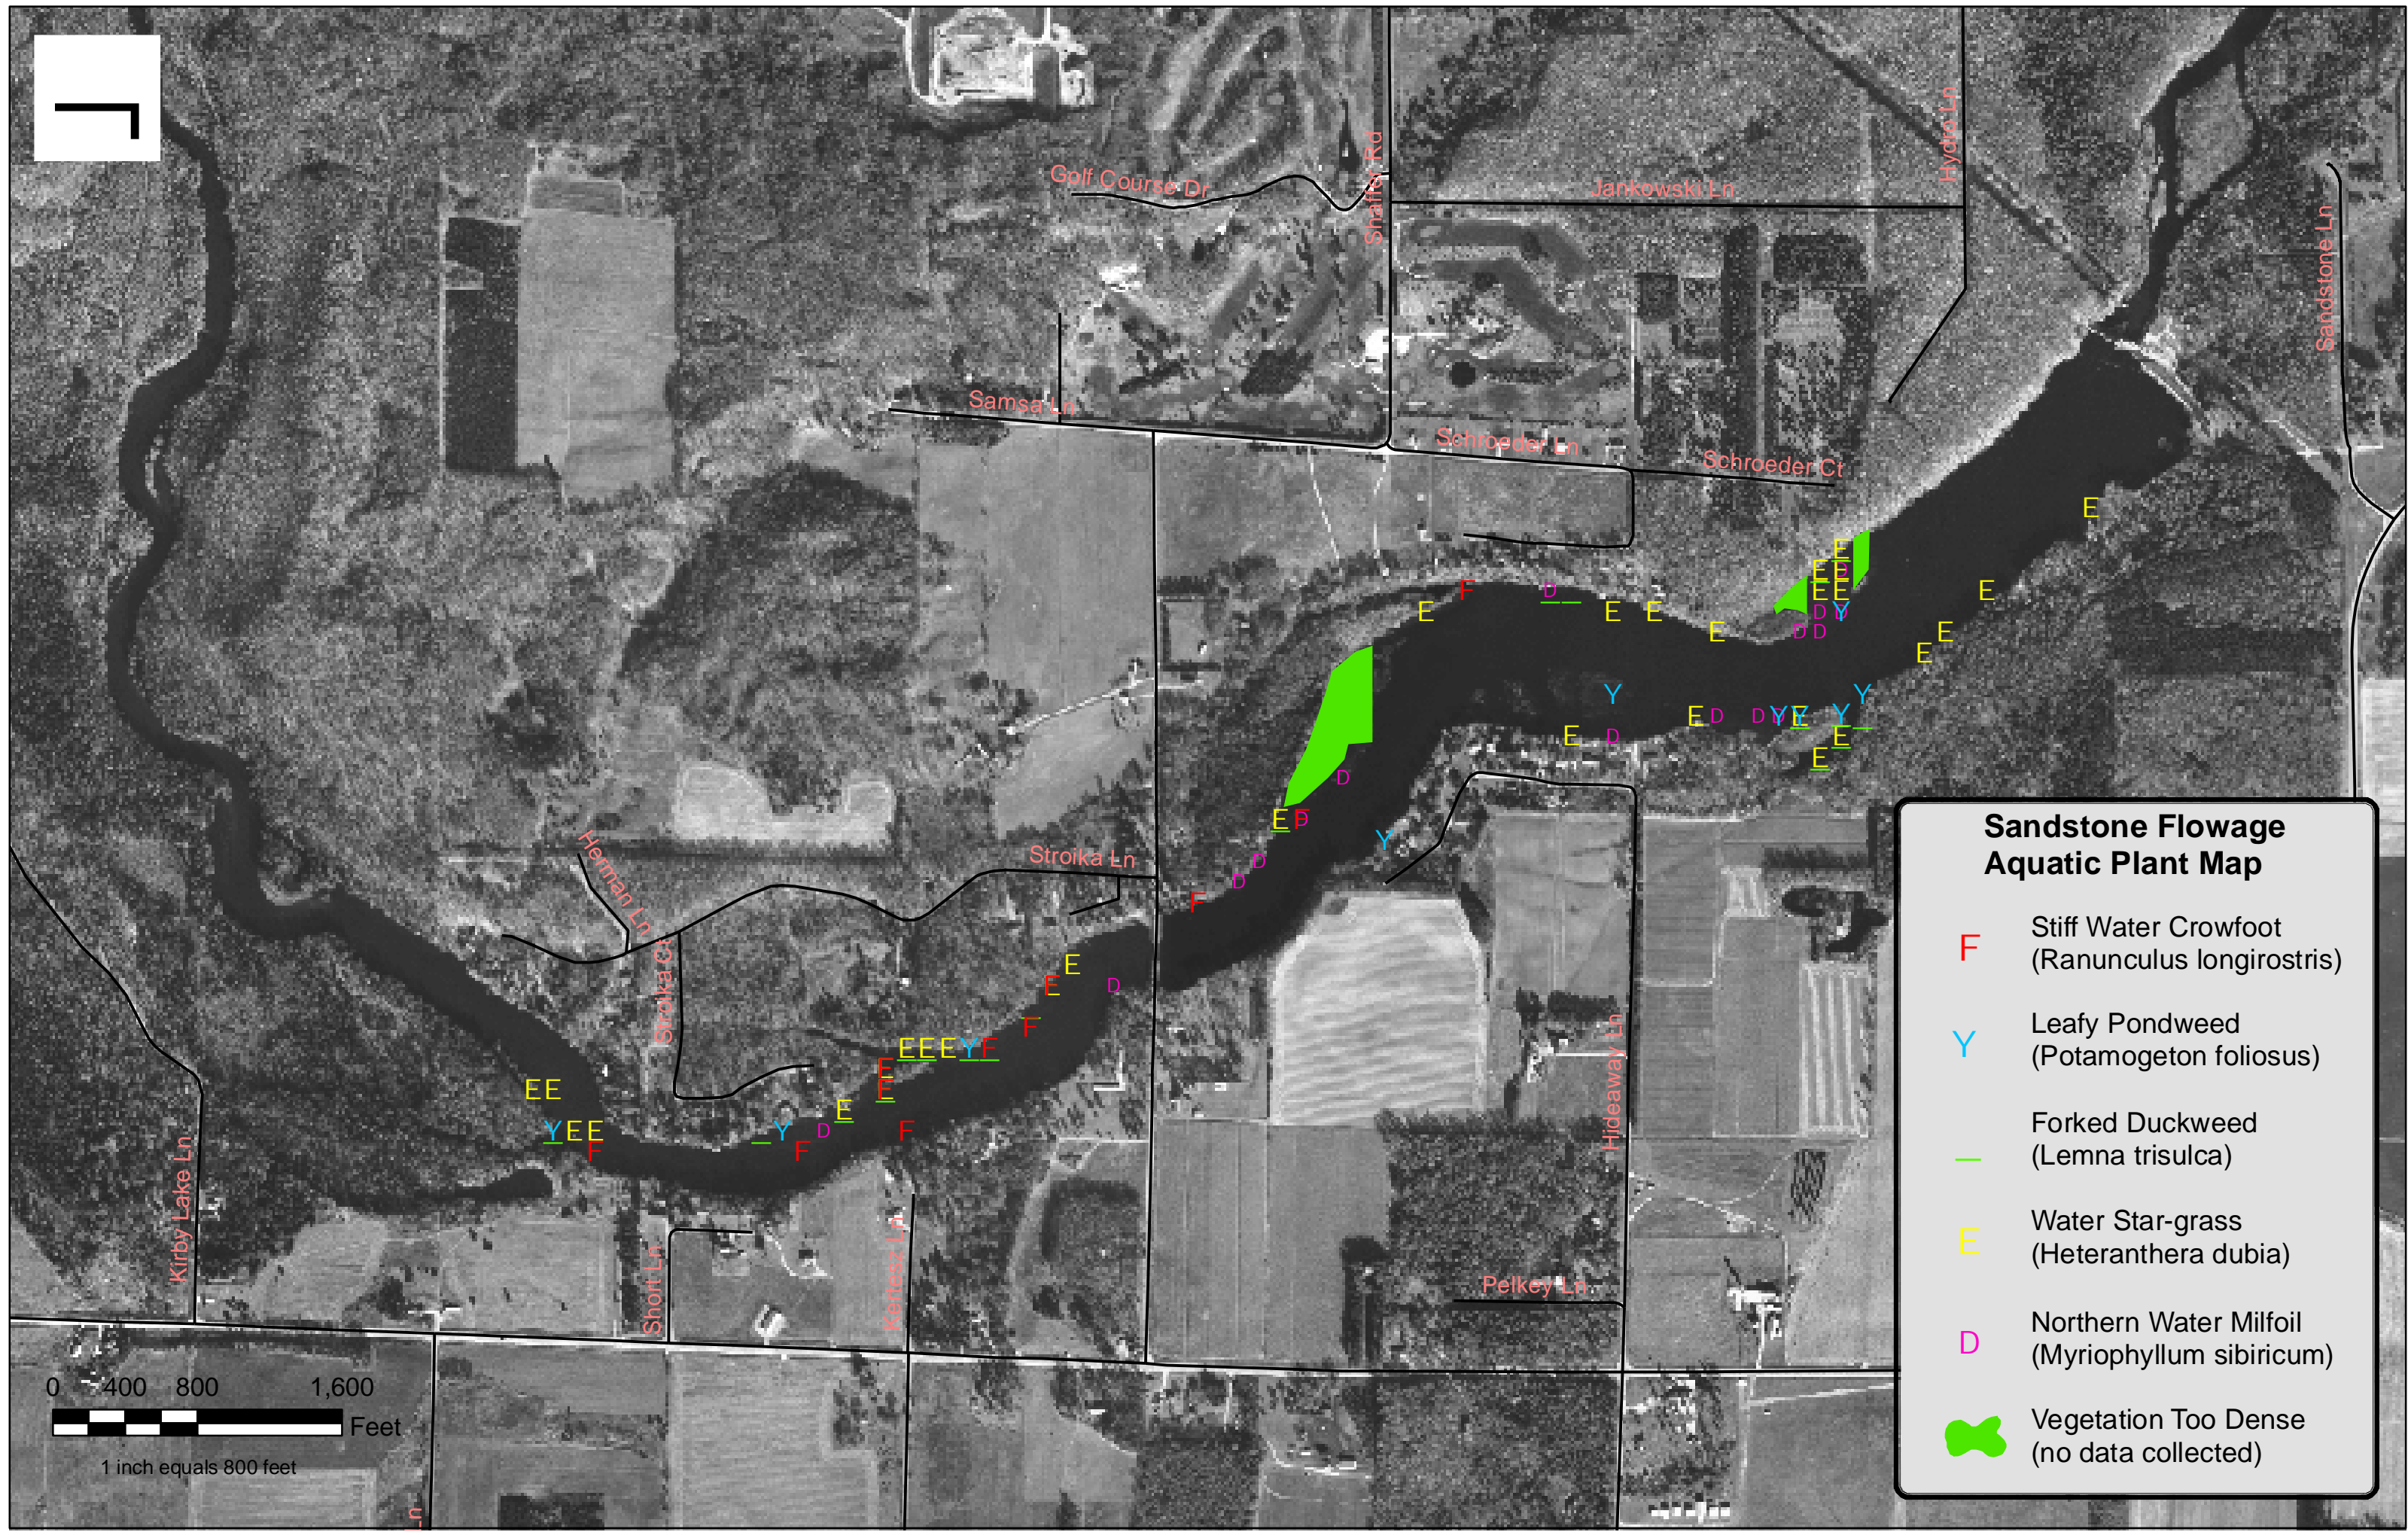 Golf Course Dr
Shaffer Rd
Jankowski Ln
Hydro Ln
Sandstone Ln
Samsa Ln
Schroeder Ln
Schroeder Ct
E
E
E D
E E
D Y
D D
F
D
E
E
E
E
E
E
E
Y
Y
E
D
D
D
Y
Y
E
Y
E
D
E
E
D
E
F
D
Y
D
D
F
Stroika Ln
Herman Ln
Stroika Ct
E
E
F
D
F
E E E Y F
E
F
E
F
E
E E
Y E E
F
Y
D
F
F
Kirby Lake Ln
Short Ln
Kertesz Ln
Hideaway Ln
Pelkey Ln
Ln
0 400 800 1,600
Feet
1 inch equals 800 feet
Sandstone Flowage
Aquatic Plant Map
F
Stiff Water Crowfoot
(Ranunculus longirostris)
Y
Leafy Pondweed
(Potamogeton foliosus)
Forked Duckweed
(Lemna trisulca)
E
Water Star-grass
(Heteranthera dubia)
D
Northern Water Milfoil
(Myriophyllum sibiricum)
Vegetation Too Dense
(no data collected)